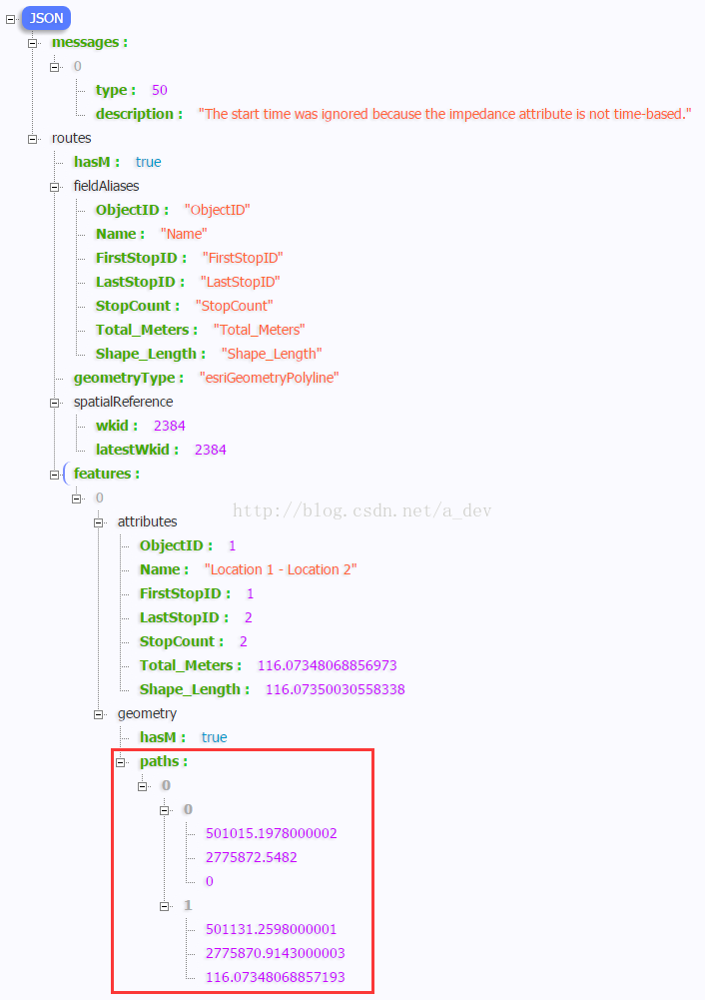 JSON
messages :
0
type : 50
description : "The start time was ignored because the impedance attribute is not time-based."
routes
hasM : true
fieldAliases
ObjectID : "ObjectID"
Name : "Name"
FirstStopID : "FirstStopID"
LastStopID : "LastStopID"
StopCount : "StopCount"
Total_Meters : "Total_Meters"
Shape_Length : "Shape_Length"
geometryType : "esriGeometryPolyline"
spatialReference
wkid : 2384
latestWkid : 2384
features :
0
http://blog.csdn.net/a_dev
attributes
ObjectID : 1
Name : "Location 1 - Location 2"
FirstStopID : 1
LastStopID : 2
StopCount : 2
Total_Meters : 116.07348068856973
Shape_Length : 116.07350030558338
geometry
hasM : true
paths :
0
0
501015.1978000002
2775872.5482
0
1
501131.2598000001
2775870.9143000003
116.07348068857193